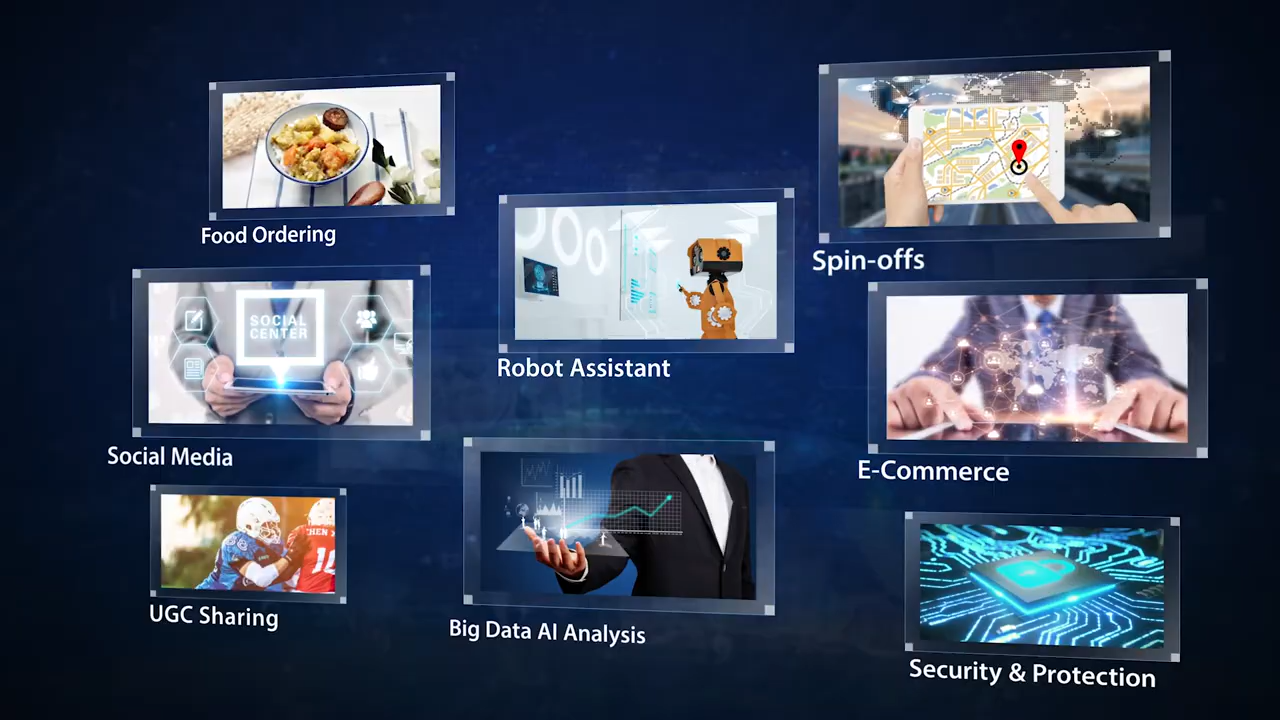 Food Ordering
Spin-offs
Robot Assistant
SOCIAL
CENTER
Social Media
E-Commerce
UGC Sharing
Big Data AI Analysis
Security & Protection